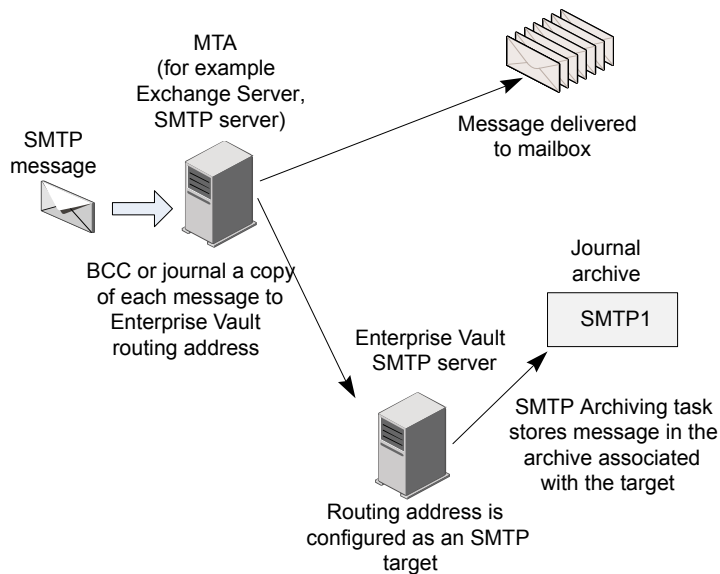 MTA
(for example
Exchange Server,
SMTP server)
SMTP
message
Message delivered
to mailbox
BCC or journal a copy
of each message to
Enterprise Vault
routing address
Journal
archive
SMTP1
Enterprise Vault
SMTP server
SMTP Archiving task
stores message in the
archive associated
with the target
Routing address is
configured as an SMTP
target